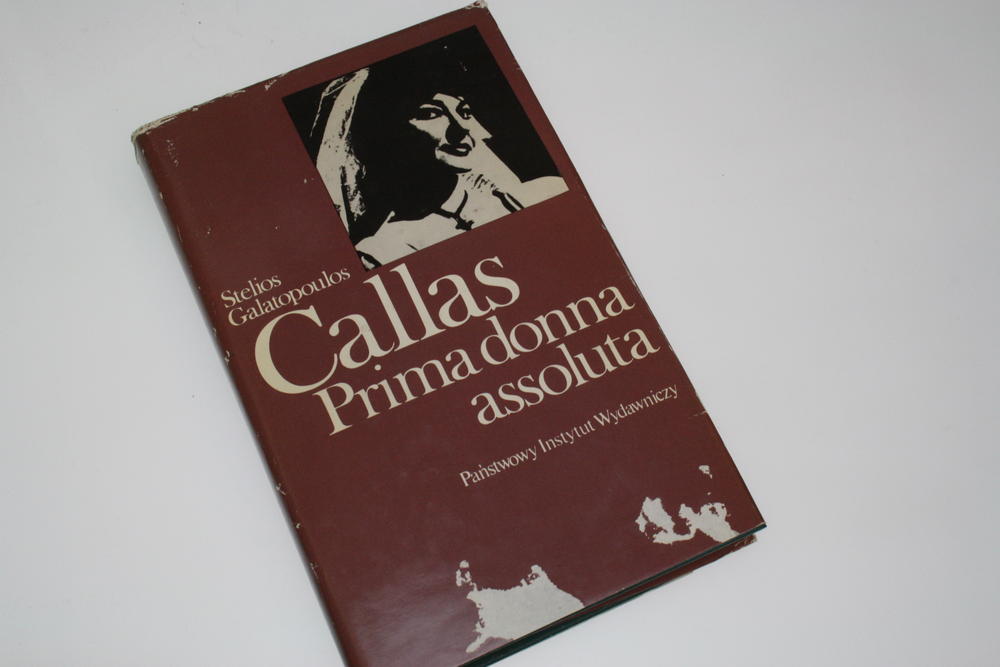 Stelios
Galatopoulos
Callas
Prima donna
assoluta
Państwowy Instytut Wydawniczy